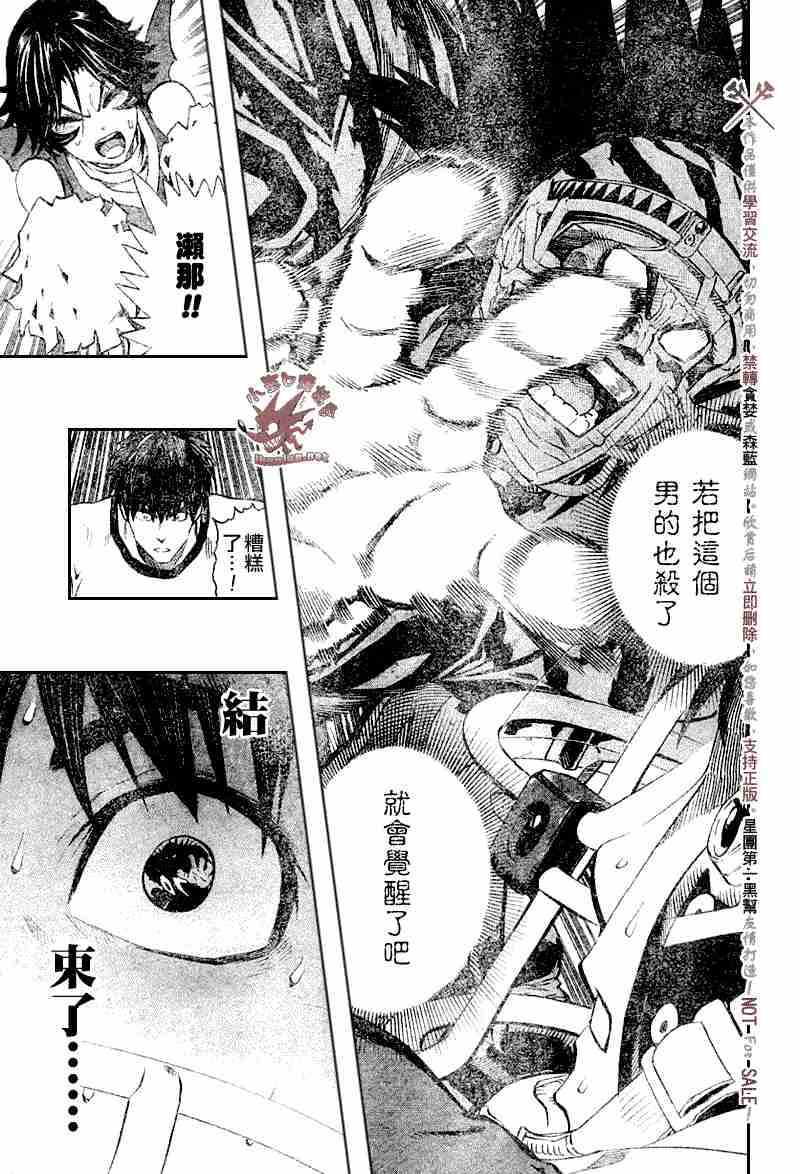 若把這個
男的也殺了
就會覺醒了吧
瀨那!!
糟糕
了…!
結
束了……
本作品僅供學習交流，切勿商用，禁轉貪婪威森藍網站。欣賞后請立即刪除，如您喜歡，支持正版。星團第一黑幫友情打造！NOT-For-SALE！